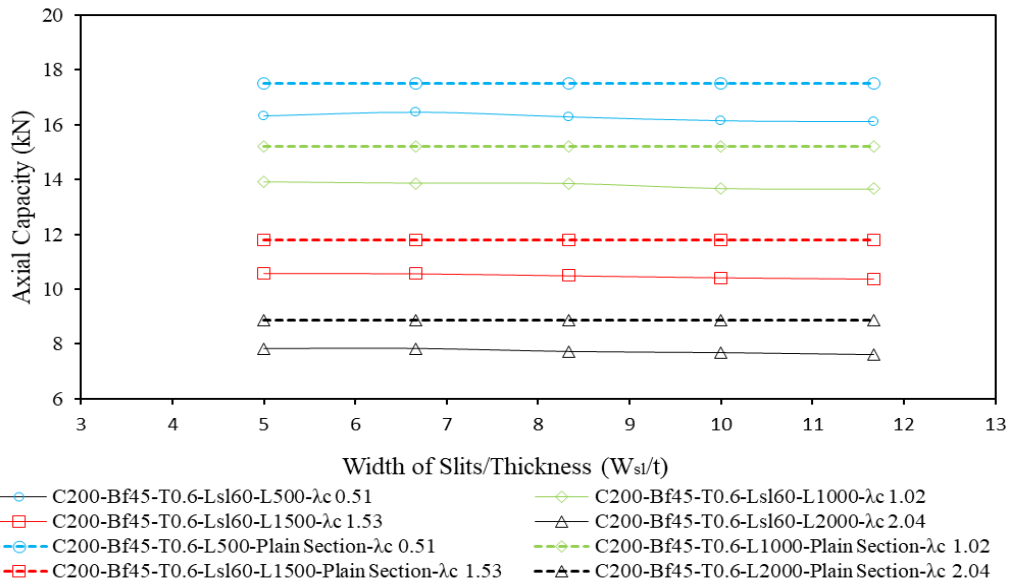 20
18
16
14
12
10
8
6
Axial Capacity (kN)
3 4 5 6 7 8 9 10 11 12 13
Width of Slits/Thickness (Wsl/t)
C200-Bf45-T0.6-Lsl60-L500-λc 0.51 C200-Bf45-T0.6-Lsl60-L1000-λc 1.02
C200-Bf45-T0.6-Lsl60-L1500-λc 1.53 C200-Bf45-T0.6-Lsl60-L2000-λc 2.04
C200-Bf45-T0.6-L500-Plain Section-λc 0.51 C200-Bf45-T0.6-L1000-Plain Section-λc 1.02
C200-Bf45-T0.6-Lsl60-L1500-Plain Section-λc 1.53 C200-Bf45-T0.6-L2000-Plain Section-λc 2.04